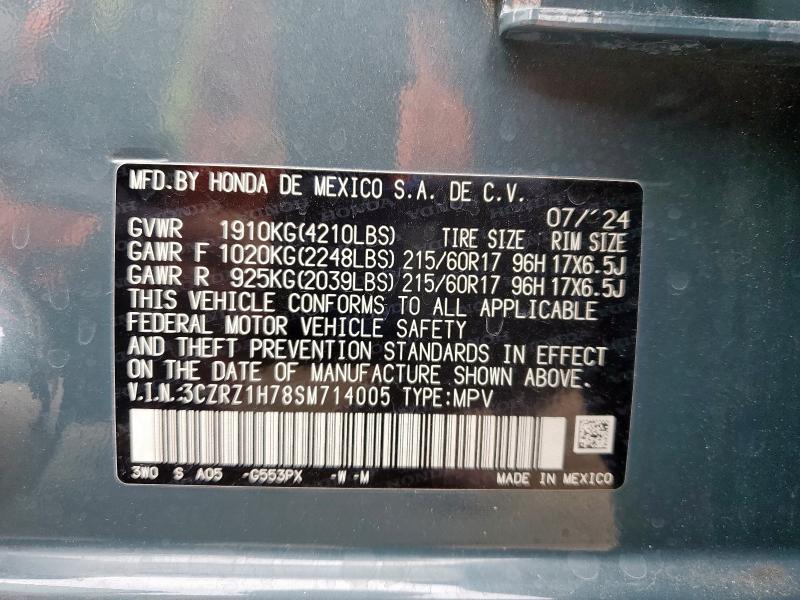 MFD. BY HONDA DE MEXICO S.A. DE C.V.
07/'24
GVWR 1910KG(4210LBS) TIRE SIZE RIM SIZE
GAWR F 1020KG(2248LBS) 215/60R17 96H 17X6.5J
GAWR R 925KG(2039LBS) 215/60R17 96H 17X6.5J
THIS VEHICLE CONFORMS TO ALL APPLICABLE
FEDERAL MOTOR VEHICLE SAFETY
AND THEFT PREVENTION STANDARDS IN EFFECT
ON THE DATE OF MANUFACTURE SHOWN ABOVE.
V.I.N.:3CZRZ1H78SM714005 TYPE:MPV
3W0 S A05 -G553PX -W -M MADE IN MEXICO